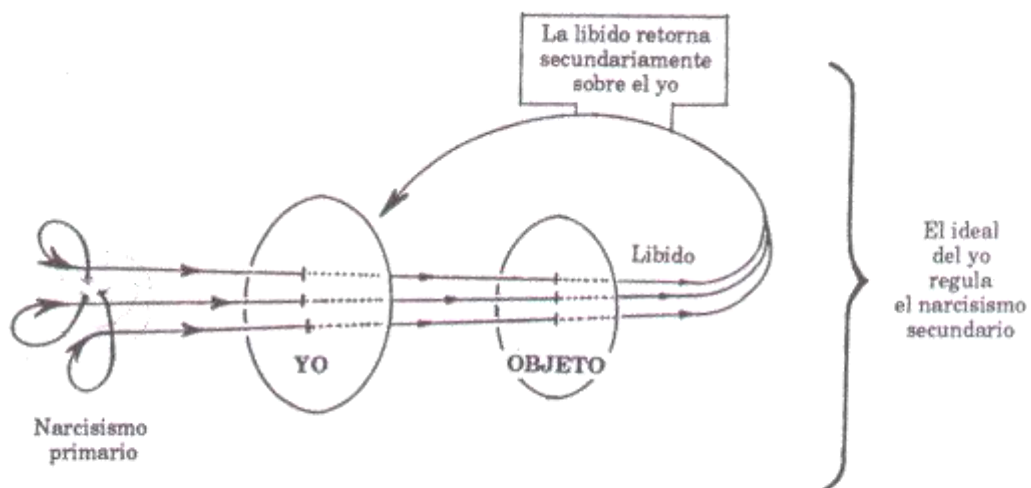 La libido retorna
secundariamente
sobre el yo
Libido
YO
OBJETO
Narcisismo
primario
El ideal
del yo
regula
el narcisismo
secundario